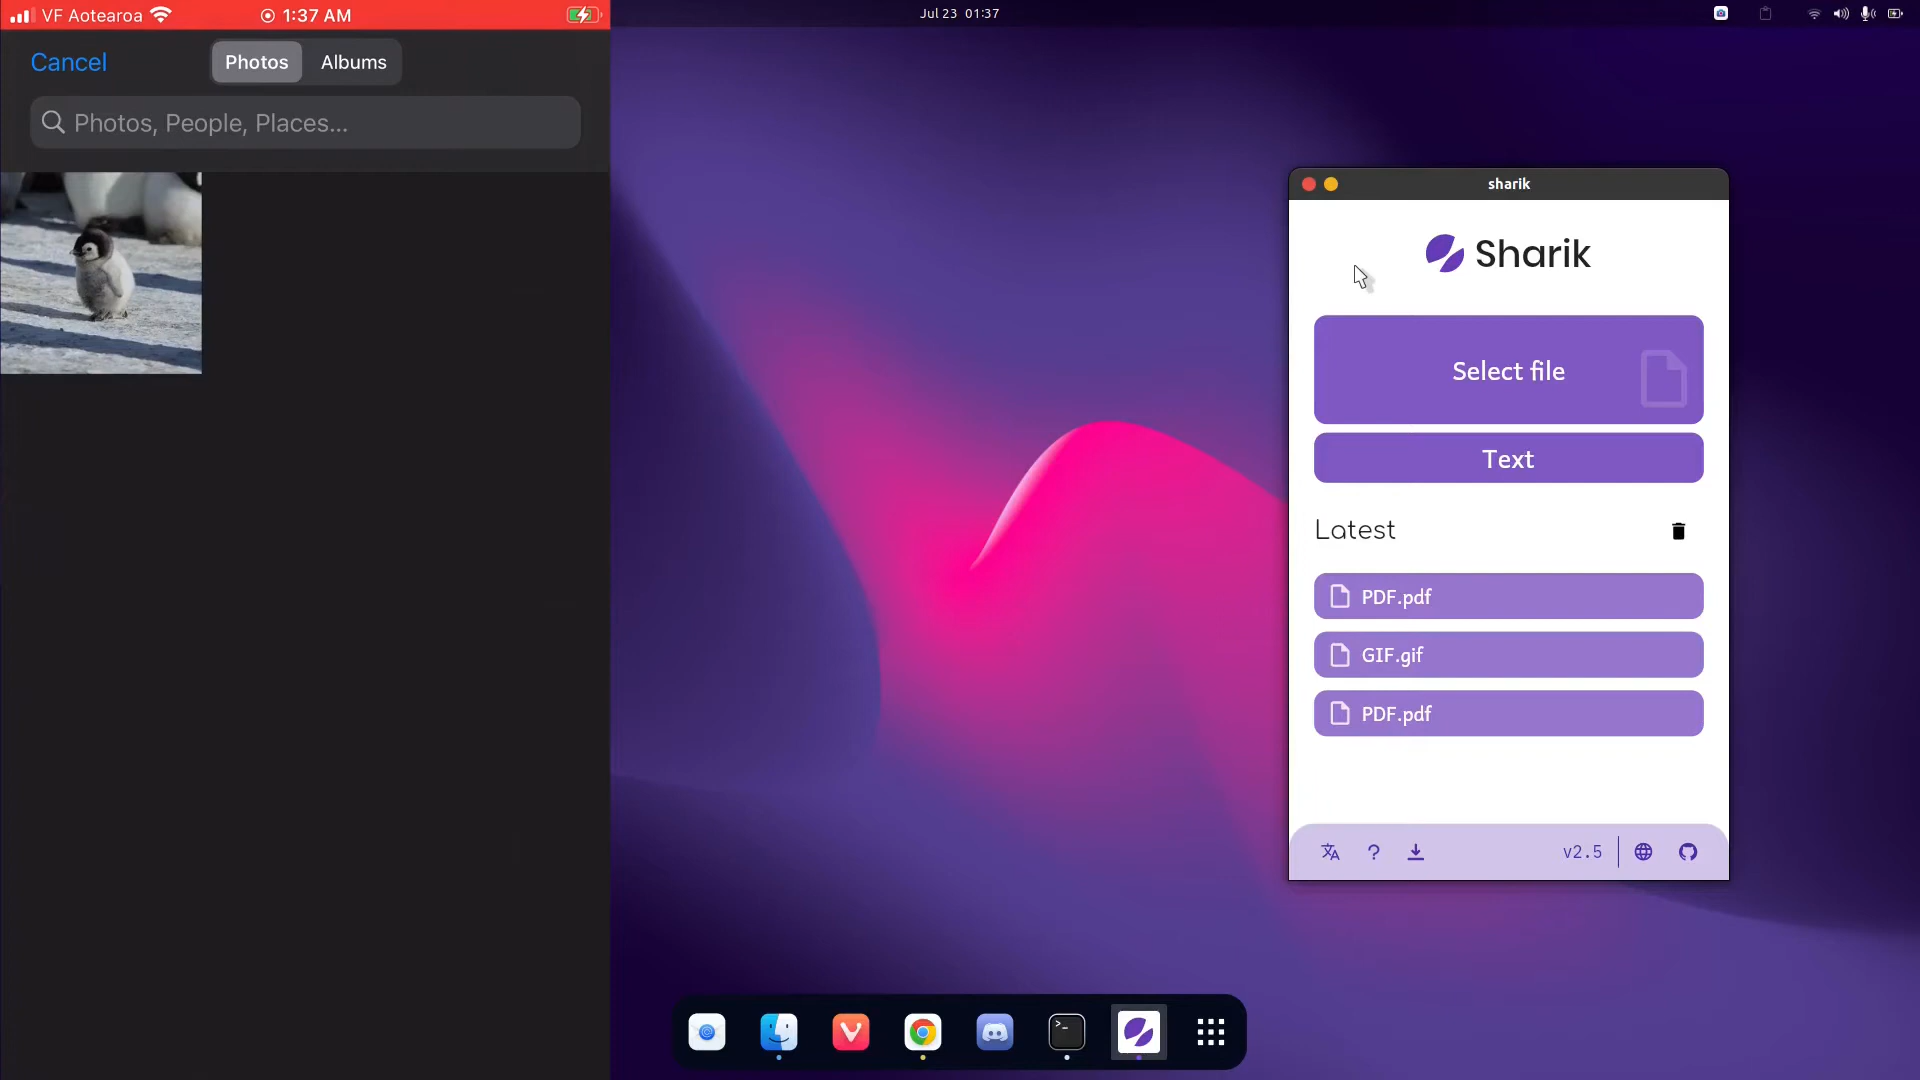 VF Aotearoa
1:37 AM
Cancel
Photos
Albums
Photos, People, Places...
Jul 23 01:37
sharik
Sharik
Select file
Text
Latest
PDF.pdf
GIF.gif
PDF.pdf
v2.5